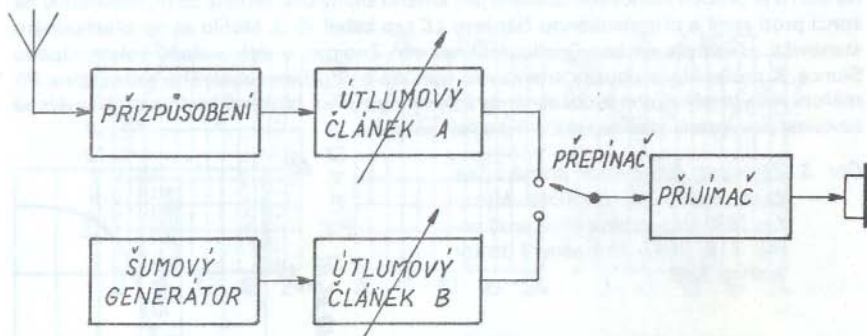 PŘIZPŮSOBENÍ
ÚTLUMOVÝ
ČLÁNEK A
PŘEPÍNAČ
PŘIJÍMAČ
ŠUMOVÝ
GENERÁTOR
ÚTLUMOVÝ
ČLÁNEK B